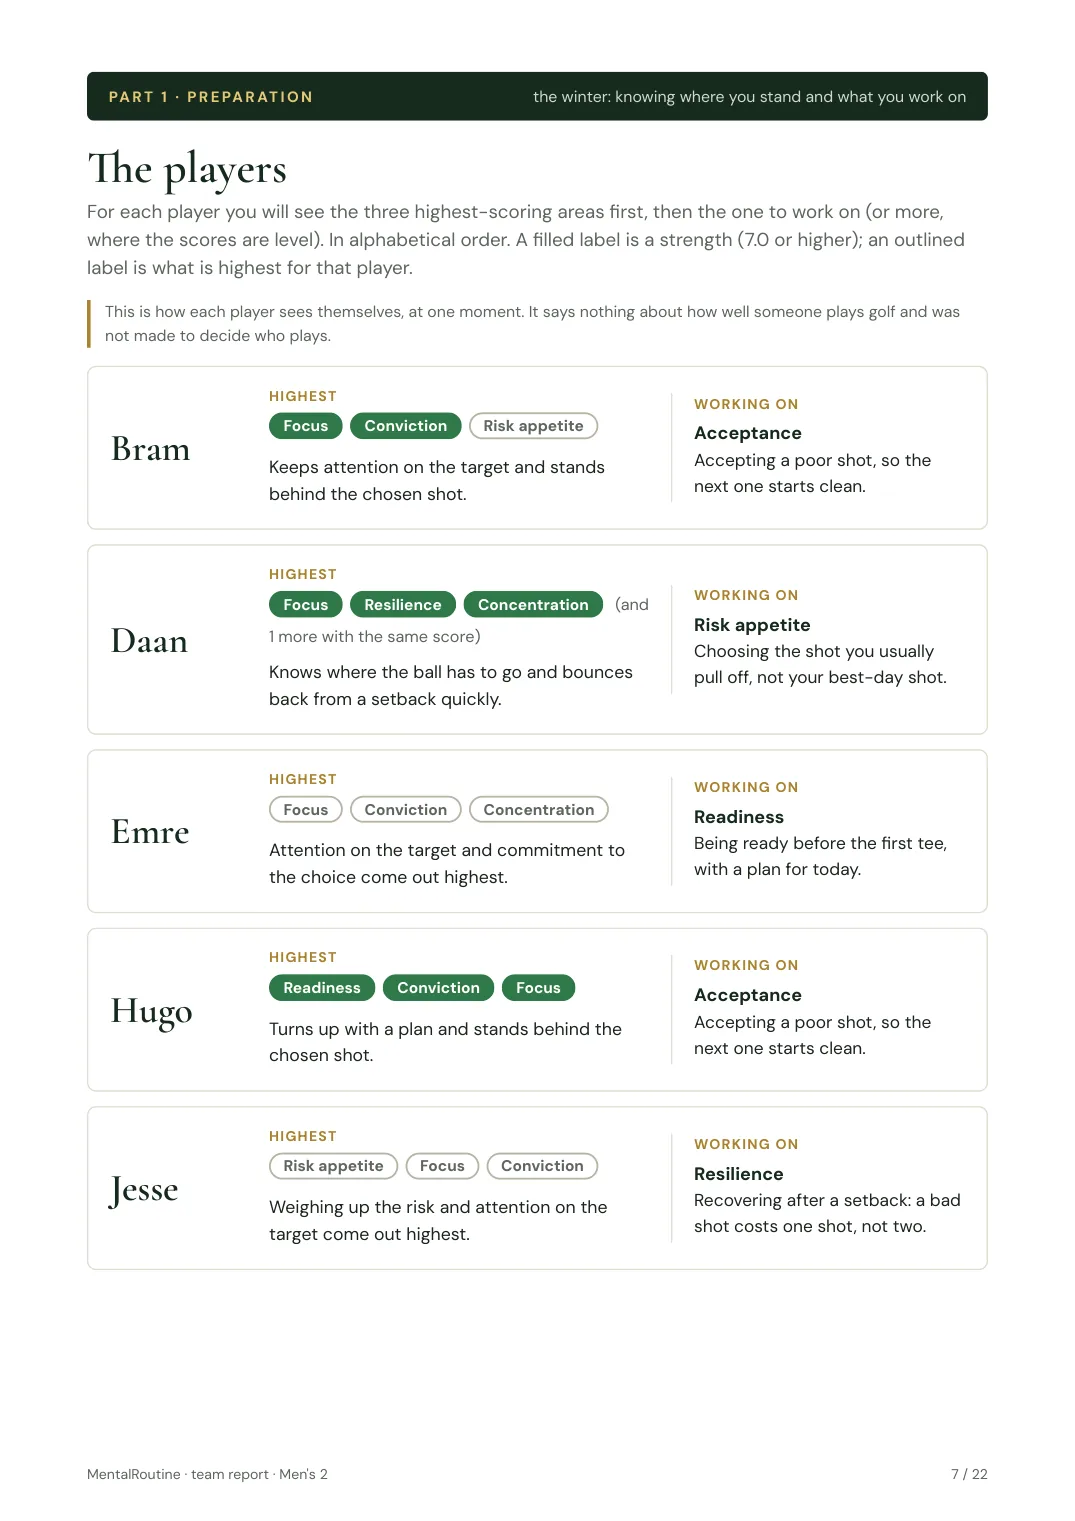 PART 1 · PREPARATION
the winter: knowing where you stand and what you work on
The players
For each player you will see the three highest-scoring areas first, then the one to work on (or more,
where the scores are level). In alphabetical order. A filled label is a strength (7.0 or higher); an outlined
label is what is highest for that player.
This is how each player sees themselves, at one moment. It says nothing about how well someone plays golf and was
not made to decide who plays.
Bram
HIGHEST
Focus Conviction Risk appetite
Keeps attention on the target and stands
behind the chosen shot.
WORKING ON
Acceptance
Accepting a poor shot, so the
next one starts clean.
Daan
HIGHEST
Focus Resilience Concentration (and
1 more with the same score)
Knows where the ball has to go and bounces
back from a setback quickly.
WORKING ON
Risk appetite
Choosing the shot you usually
pull off, not your best-day shot.
Emre
HIGHEST
Focus Conviction Concentration
Attention on the target and commitment to
the choice come out highest.
WORKING ON
Readiness
Being ready before the first tee,
with a plan for today.
Hugo
HIGHEST
Readiness Conviction Focus
Turns up with a plan and stands behind the
chosen shot.
WORKING ON
Acceptance
Accepting a poor shot, so the
next one starts clean.
Jesse
HIGHEST
Risk appetite Focus Conviction
Weighing up the risk and attention on the
target come out highest.
WORKING ON
Resilience
Recovering after a setback: a bad
shot costs one shot, not two.
MentalRoutine · team report · Men's 2
7 / 22